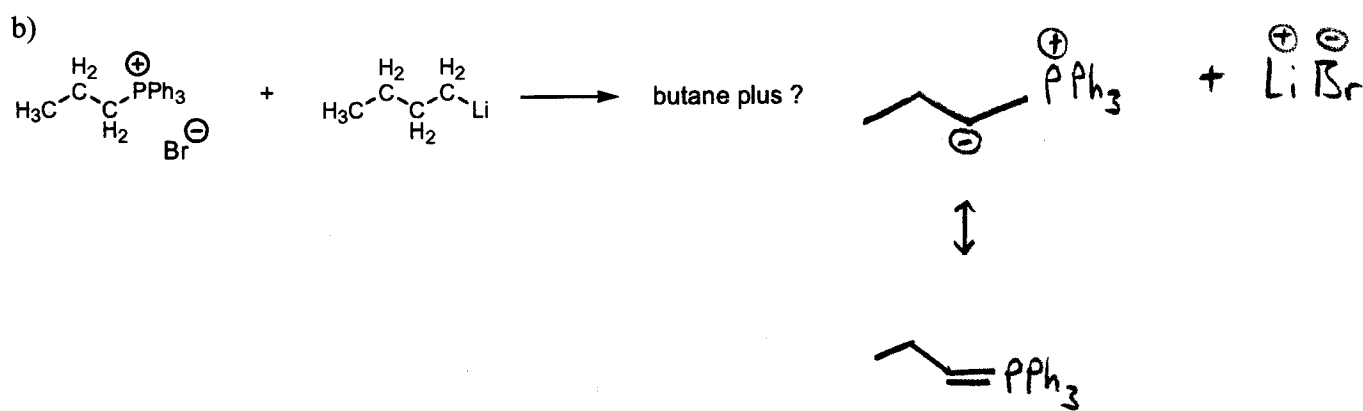 b)
H₂ ⊕ H₂ H₂ ⊕ ⊕ ⊖
H₃C C C PPh₃ + H₃C C C C Li butane plus ? PPh₃ + Li Br
H₂ Br ⊖ H₂ ⊖
PPh₃